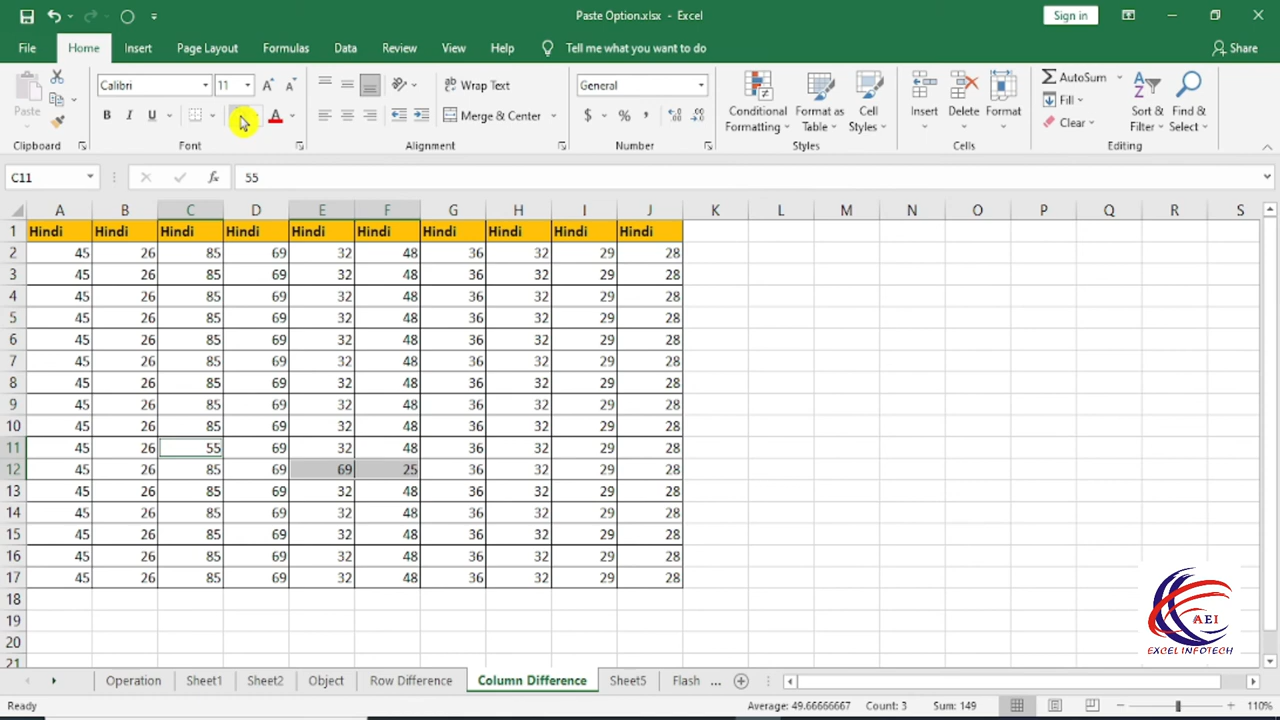 Paste Option.xlsx - Excel
Sign in
File Home Insert Page Layout Formulas Data Review View Help Tell me what you want to do Share
Paste
Calibri 11
B I U
A A A
Wrap Text
Merge & Center
General
$ %
Conditional Formatting
Format as Table
Cell Styles
Insert Delete Format
AutoSum
Fill
Clear
Sort & Filter
Find & Select
Clipboard Font Alignment Number Styles Cells Editing
C11 fx 55
A B C D E F G H I J K L M N O P Q R S
1 Hindi Hindi Hindi Hindi Hindi Hindi Hindi Hindi Hindi Hindi
2 45 26 85 69 32 48 36 32 29 28
3 45 26 85 69 32 48 36 32 29 28
4 45 26 85 69 32 48 36 32 29 28
5 45 26 85 69 32 48 36 32 29 28
6 45 26 85 69 32 48 36 32 29 28
7 45 26 85 69 32 48 36 32 29 28
8 45 26 85 69 32 48 36 32 29 28
9 45 26 85 69 32 48 36 32 29 28
10 45 26 85 69 32 48 36 32 29 28
11 45 26 55 69 32 48 36 32 29 28
12 45 26 85 69 69 25 36 32 29 28
13 45 26 85 69 32 48 36 32 29 28
14 45 26 85 69 32 48 36 32 29 28
15 45 26 85 69 32 48 36 32 29 28
16 45 26 85 69 32 48 36 32 29 28
17 45 26 85 69 32 48 36 32 29 28
18
19
20
21
AEI
EXCEL INFOTECH
Operation Sheet1 Sheet2 Object Row Difference Column Difference Sheet5 Flash ...
Ready Average: 49.66666667 Count: 3 Sum: 149 110%